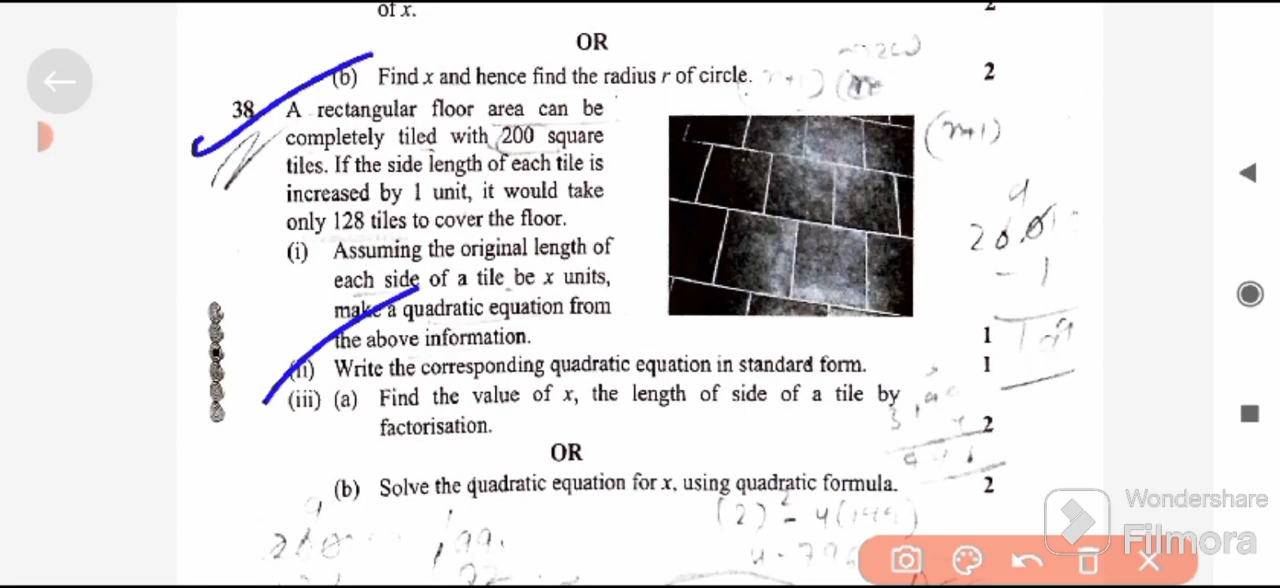 of x.
2
OR
(b) Find x and hence find the radius r of circle.
2
38 A rectangular floor area can be
completely tiled with 200 square
tiles. If the side length of each tile is
increased by 1 unit, it would take
only 128 tiles to cover the floor.
(i) Assuming the original length of
each side of a tile be x units,
make a quadratic equation from
the above information.
1
(ii) Write the corresponding quadratic equation in standard form.
1
(iii) (a) Find the value of x, the length of side of a tile by
factorisation.
2
OR
(b) Solve the quadratic equation for x, using quadratic formula.
2
Wondershare
Filmora